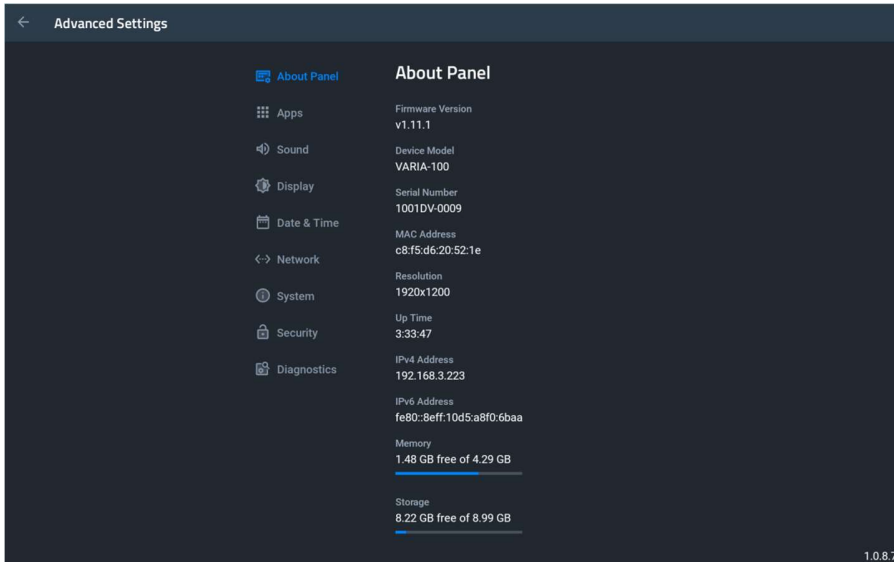 Advanced Settings
About Panel
Apps
Sound
Display
Date & Time
Network
System
Security
Diagnostics
About Panel
Firmware Version
v1.11.1
Device Model
VARIA-100
Serial Number
1001DV-0009
MAC Address
c8:f5:d6:20:52:1e
Resolution
1920x1200
Up Time
3:33:47
IPv4 Address
192.168.3.223
IPv6 Address
fe80::8eff:10d5:a8f0:6baa
Memory
1.48 GB free of 4.29 GB
Storage
8.22 GB free of 8.99 GB
1.0.8.7